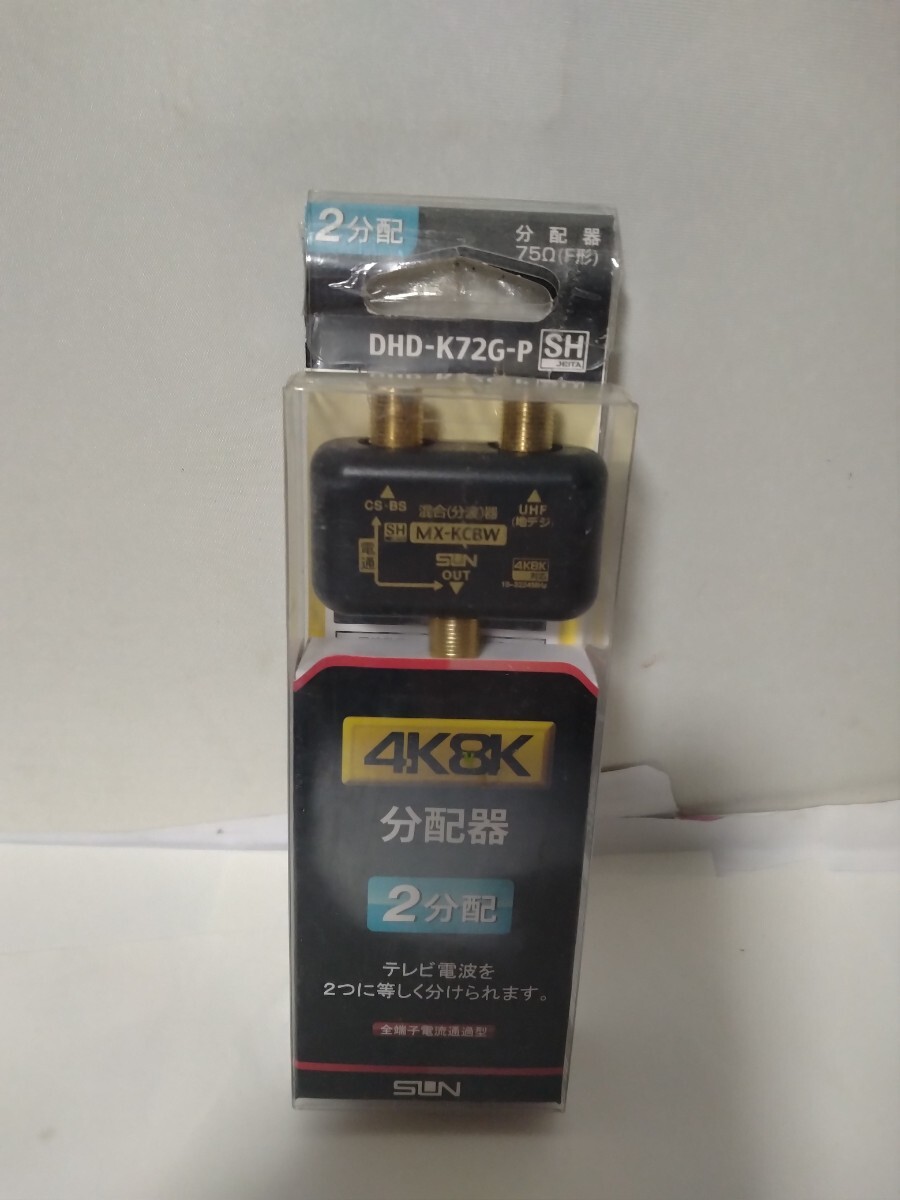 2分配
分配器
75Ω(F形)
DHD-K72G-P
SH
JEITA
CS・BS
混合(分波)器
UHF
(地デジ)
SH
MX-KCBW
電通
SUN
OUT
4K8K
対応
4K8K
分配器
2分配
テレビ電波を
2つに等しく分けられます。
全端子電流通過型
SUN